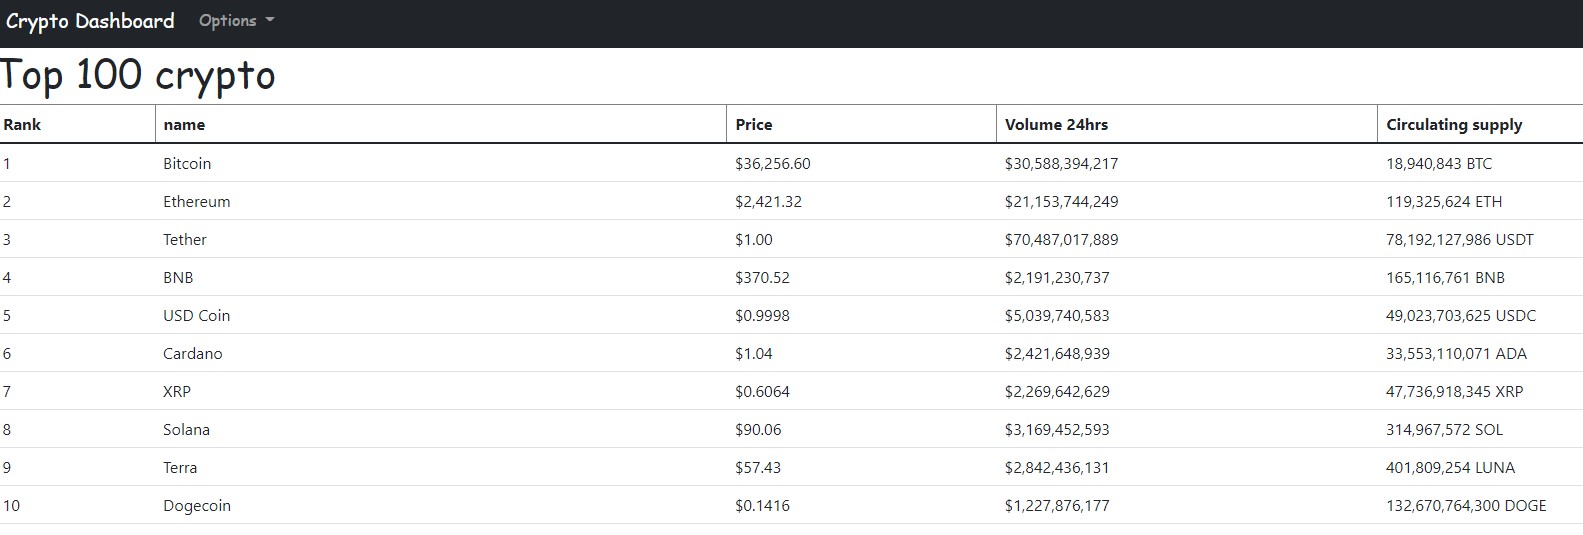 Crypto Dashboard Options
Top 100 crypto
Rank name Price Volume 24hrs Circulating supply
1 Bitcoin $36,256.60 $30,588,394,217 18,940,843 BTC
2 Ethereum $2,421.32 $21,153,744,249 119,325,624 ETH
3 Tether $1.00 $70,487,017,889 78,192,127,986 USDT
4 BNB $370.52 $2,191,230,737 165,116,761 BNB
5 USD Coin $0.9998 $5,039,740,583 49,023,703,625 USDC
6 Cardano $1.04 $2,421,648,939 33,553,110,071 ADA
7 XRP $0.6064 $2,269,642,629 47,736,918,345 XRP
8 Solana $90.06 $3,169,452,593 314,967,572 SOL
9 Terra $57.43 $2,842,436,131 401,809,254 LUNA
10 Dogecoin $0.1416 $1,227,876,177 132,670,764,300 DOGE